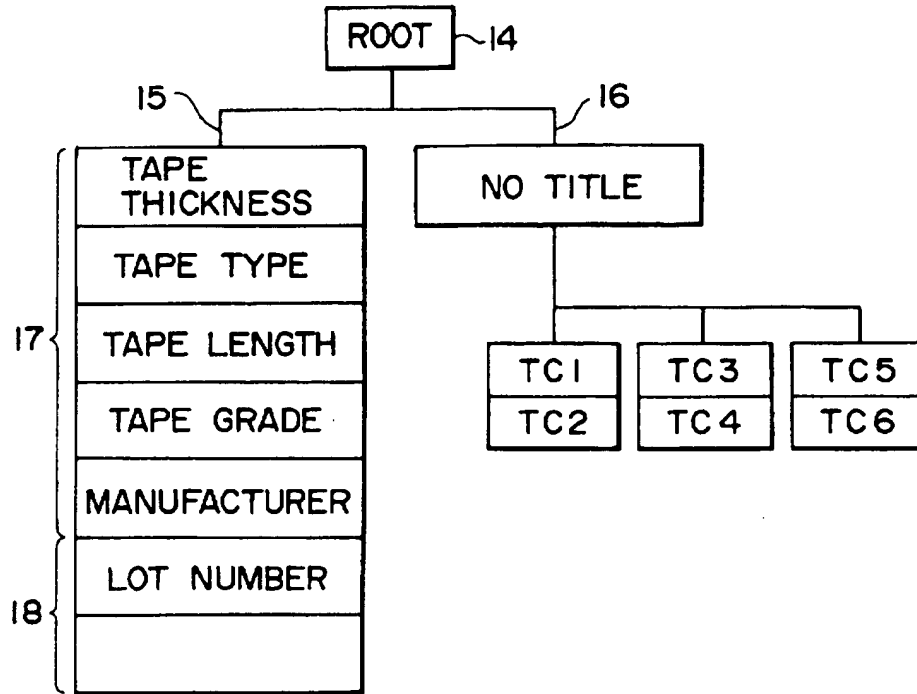 ROOT
14
15
16
TAPE
THICKNESS
NO TITLE
TAPE TYPE
17
TAPE LENGTH
TC1
TC3
TC5
TAPE GRADE
TC2
TC4
TC6
MANUFACTURER
LOT NUMBER
18